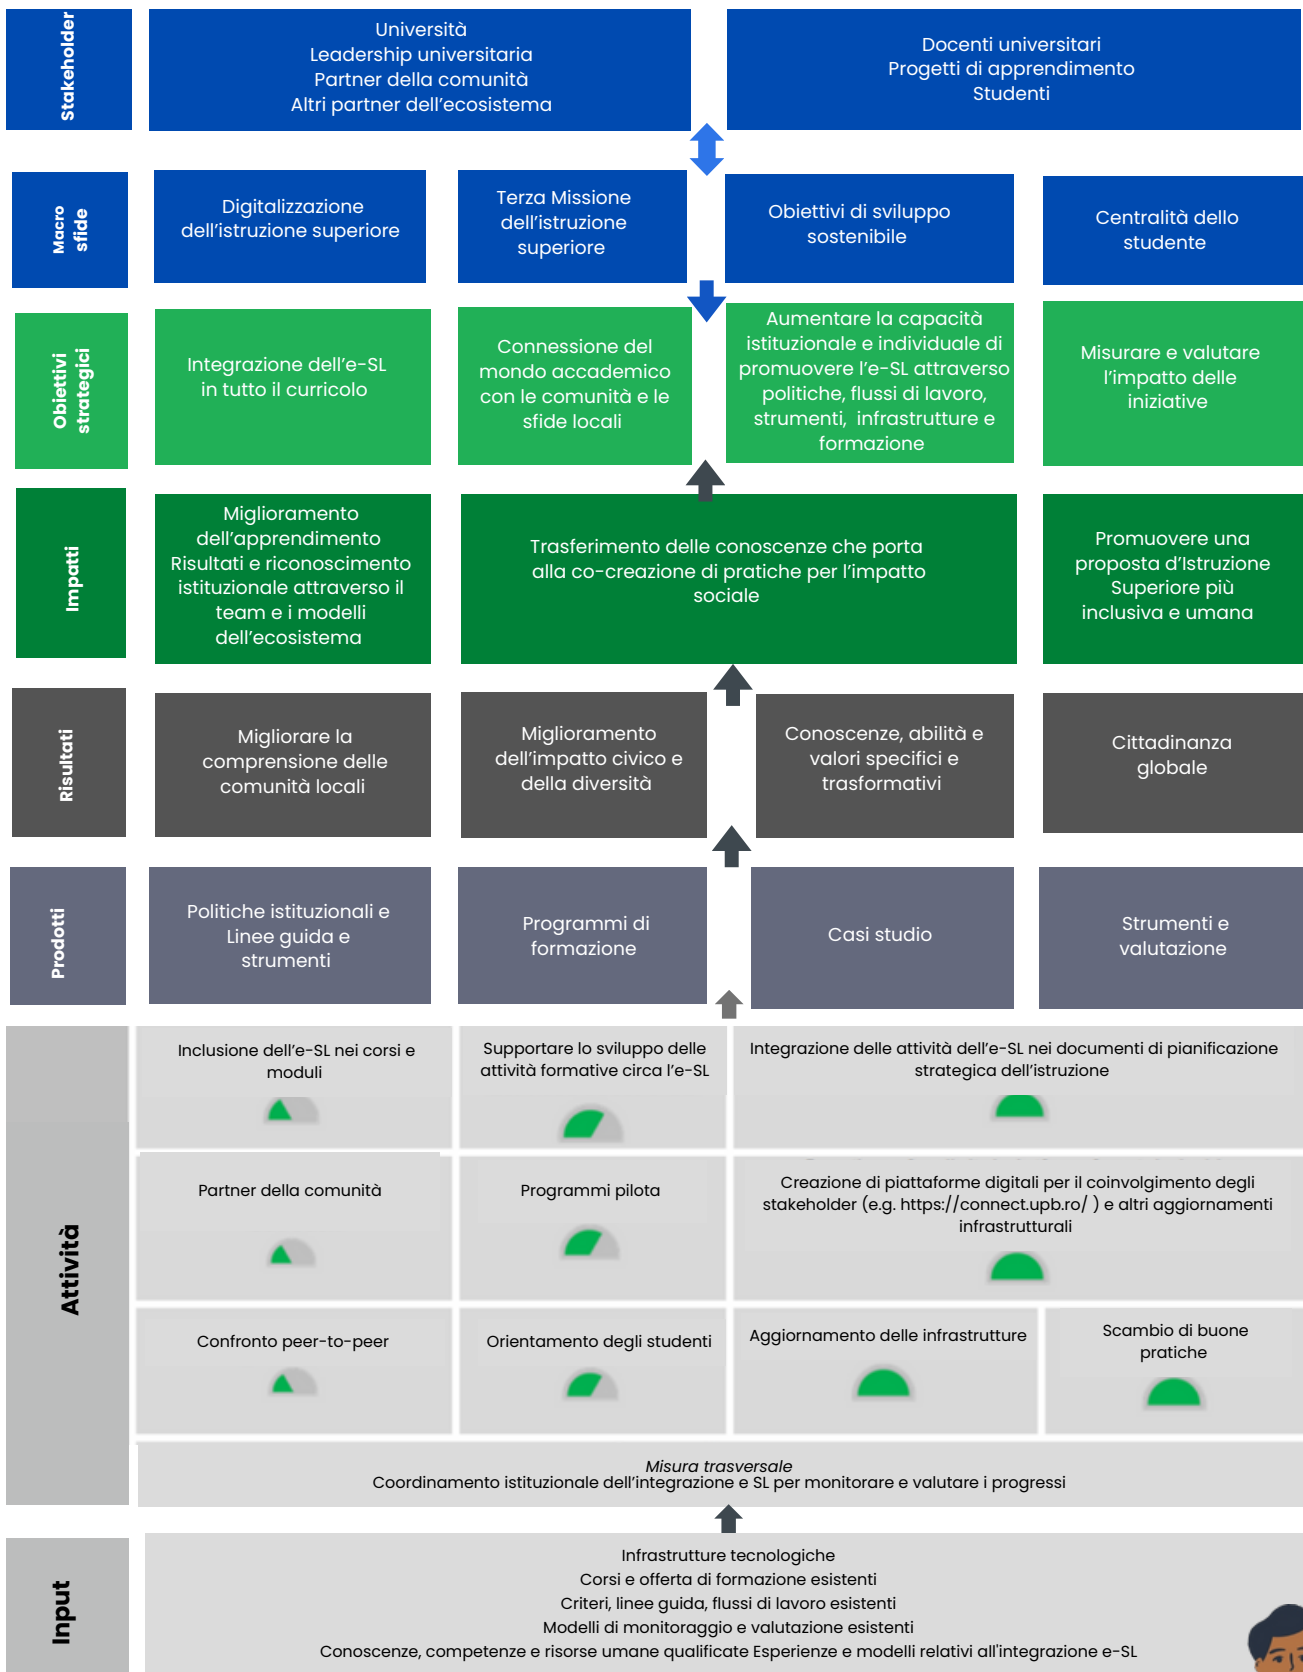 Stakeholder
Università
Leadership universitaria
Partner della comunità
Altri partner dell'ecosistema
Docenti universitari
Progetti di apprendimento
Studenti
Macro
sfide
Digitalizzazione
dell'istruzione superiore
Terza Missione
dell'istruzione
superiore
Obiettivi di sviluppo
sostenibile
Centralità dello
studente
Obiettivi
strategici
Integrazione dell'e-SL
in tutto il curricolo
Connessione del
mondo accademico
con le comunità e le
sfide locali
Aumentare la capacità
istituzionale e individuale di
promuovere l'e-SL attraverso
politiche, flussi di lavoro,
strumenti, infrastrutture e
formazione
Misurare e valutare
l'impatto delle
iniziative
Impatti
Miglioramento
dell'apprendimento
Risultati e riconoscimento
istituzionale attraverso il
team e i modelli
dell'ecosistema
Trasferimento delle conoscenze che porta
alla co-creazione di pratiche per l'impatto
sociale
Promuovere una
proposta d'Istruzione
Superiore più
inclusiva e umana
Risultati
Migliorare la
comprensione delle
comunità locali
Miglioramento
dell'impatto civico e
della diversità
Conoscenze, abilità e
valori specifici e
trasformativi
Cittadinanza
globale
Prodotti
Politiche istituzionali e
Linee guida e
strumenti
Programmi di
formazione
Casi studio
Strumenti e
valutazione
Attività
Inclusione dell'e-SL nei corsi e
moduli
Supportare lo sviluppo delle
attività formative circa l'e-SL
Integrazione delle attività dell'e-SL nei documenti di pianificazione
strategica dell'istruzione
Partner della comunità
Programmi pilota
Creazione di piattaforme digitali per il coinvolgimento degli
stakeholder (e.g. https://connect.upb.ro/ ) e altri aggiornamenti
infrastrutturali
Confronto peer-to-peer
Orientamento degli studenti
Aggiornamento delle infrastrutture
Scambio di buone
pratiche
Misura trasversale
Coordinamento istituzionale dell'integrazione e SL per monitorare e valutare i progressi
Input
Infrastrutture tecnologiche
Corsi e offerta di formazione esistenti
Criteri, linee guida, flussi di lavoro esistenti
Modelli di monitoraggio e valutazione esistenti
Conoscenze, competenze e risorse umane qualificate Esperienze e modelli relativi all'integrazione e-SL